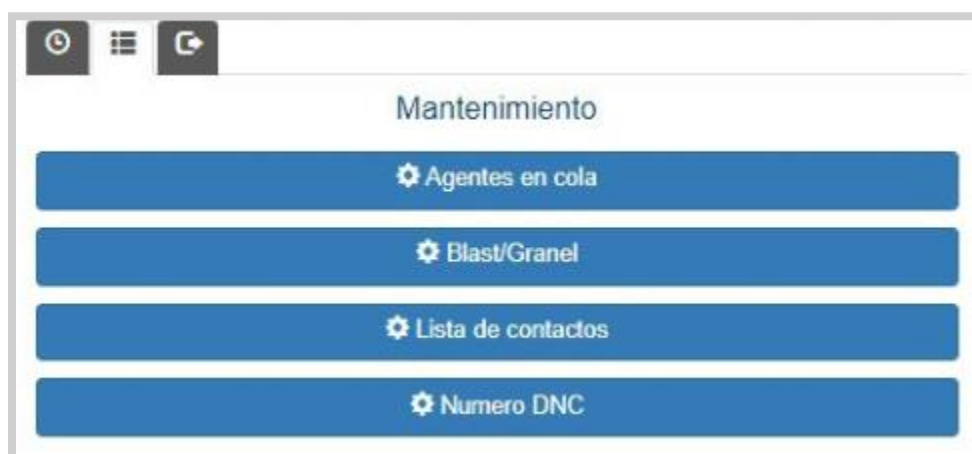 Mantenimiento
Agentes en cola
Blast/Granel
Lista de contactos
Numero DNC